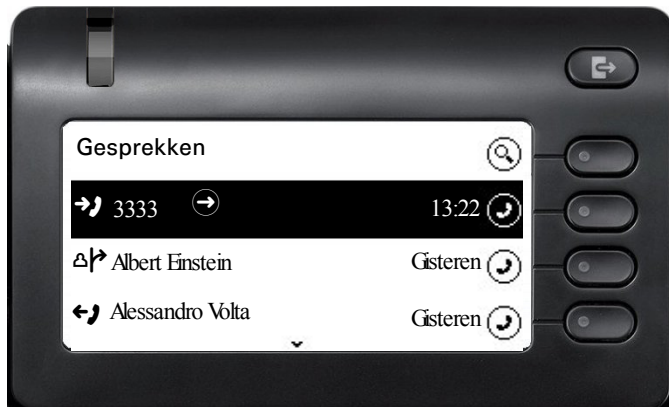 Gesprekken
3333 13:22
Albert Einstein Gisteren
Alessandro Volta Gisteren